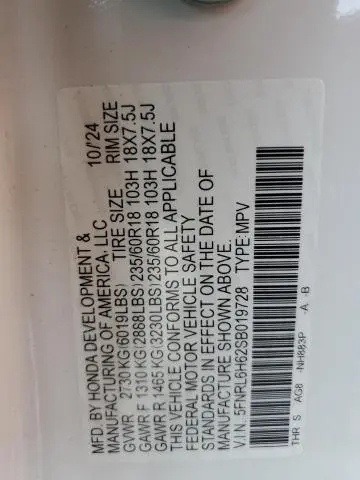 MFD. BY HONDA DEVELOPMENT & 10/'24
MANUFACTURING OF AMERICA, LLC
GVWR 2730 KG(6019LBS) TIRE SIZE RIM SIZE
GAWR F 1310 KG(2868LBS)235/60R18 103H 18X7.5J
GAWR R 1465 KG(3230LBS)235/60R18 103H 18X7.5J
THIS VEHICLE CONFORMS TO ALL APPLICABLE
FEDERAL MOTOR VEHICLE SAFETY
STANDARDS IN EFFECT ON THE DATE OF
MANUFACTURE SHOWN ABOVE.
V.I.N. 5FNRL6H62SB019728 TYPE:MPV
THR S AG8 -NH883P -A -B